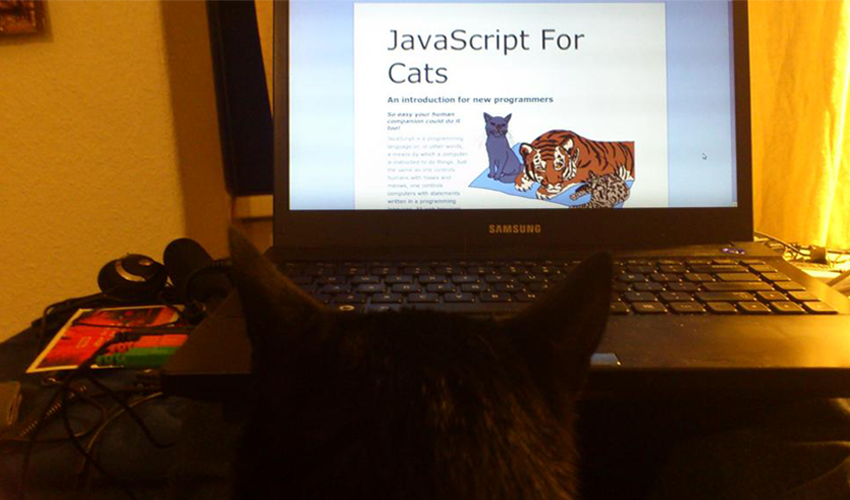 JavaScript For
Cats
An introduction for new programmers
So easy your human
companion could do it
too!
JavaScript is a programming
language or, in other words,
a means by which a computer
is instructed to do things. Just
the same as one controls
humans with hisses and
meows, one controls
computers with statements
written in a programming
SAMSUNG